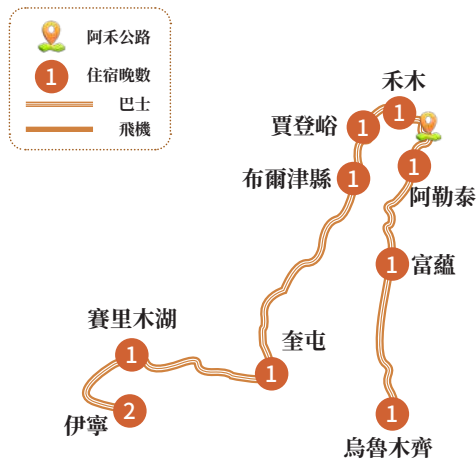 阿禾公路
1 住宿晚數
巴士
飛機
禾木
1
賈登峪
1
布爾津縣
1
1
阿勒泰
1
富蘊
賽里木湖
1
奎屯
1
伊寧
2
1
烏魯木齊